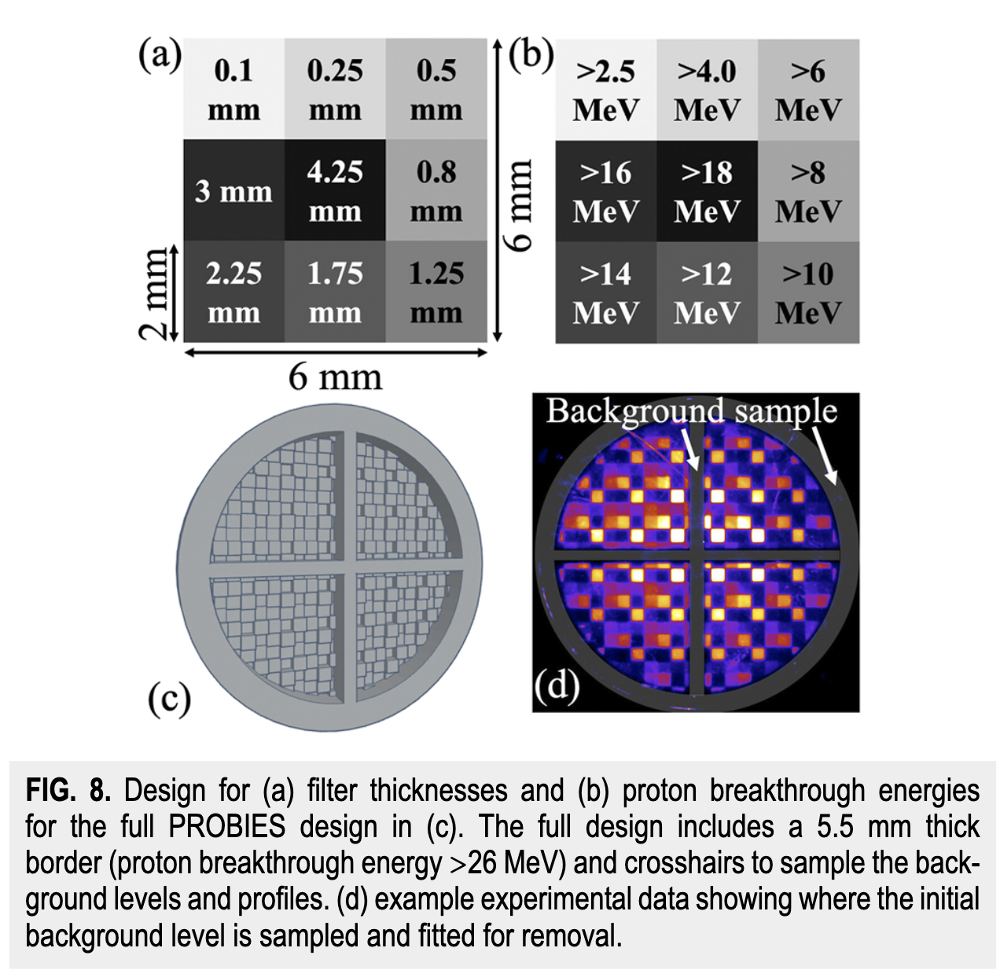 (a)
0.1
mm
0.25
mm
0.5
mm
3 mm
4.25
mm
0.8
mm
2.25
mm
1.75
mm
1.25
mm
2 mm
6 mm
6 mm
(b)
>2.5
MeV
>4.0
MeV
>6
MeV
>16
MeV
>18
MeV
>8
MeV
>14
MeV
>12
MeV
>10
MeV
(c)
Background sample
(d)
FIG. 8. Design for (a) filter thicknesses and (b) proton breakthrough energies
for the full PROBIES design in (c). The full design includes a 5.5 mm thick
border (proton breakthrough energy >26 MeV) and crosshairs to sample the back-
ground levels and profiles. (d) example experimental data showing where the initial
background level is sampled and fitted for removal.